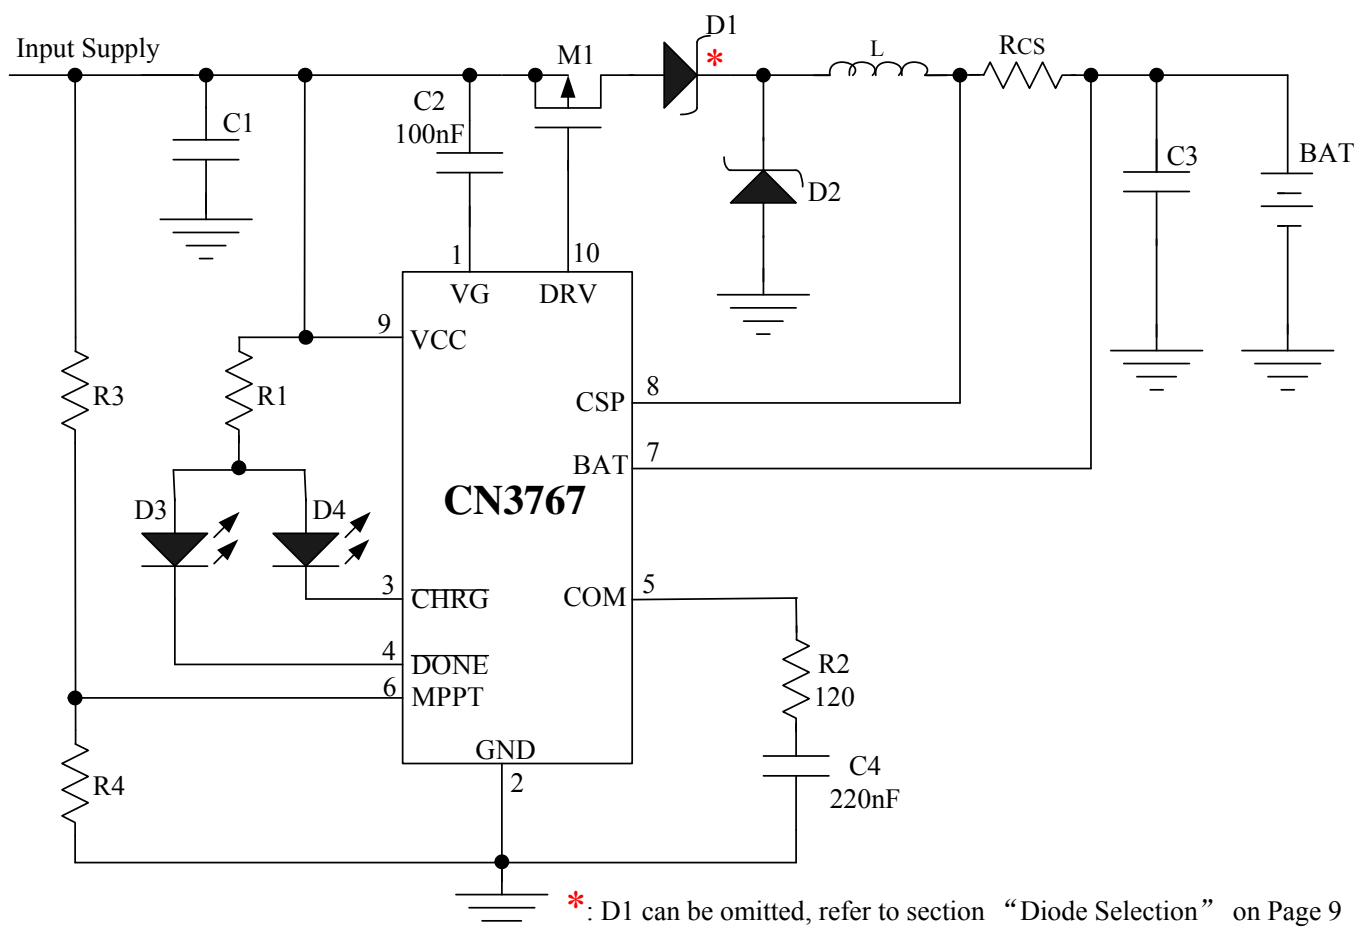 Input Supply
D1
*
M1
L
RCS
C1
C2
100nF
C3
BAT
D2
1
10
VG
DRV
9
VCC
R3
R1
8
CSP
7
BAT
CN3767
D3
D4
3
CHRG
5
COM
4
DONE
6
MPPT
R2
120
GND
2
R4
C4
220nF
*: D1 can be omitted, refer to section “Diode Selection” on Page 9